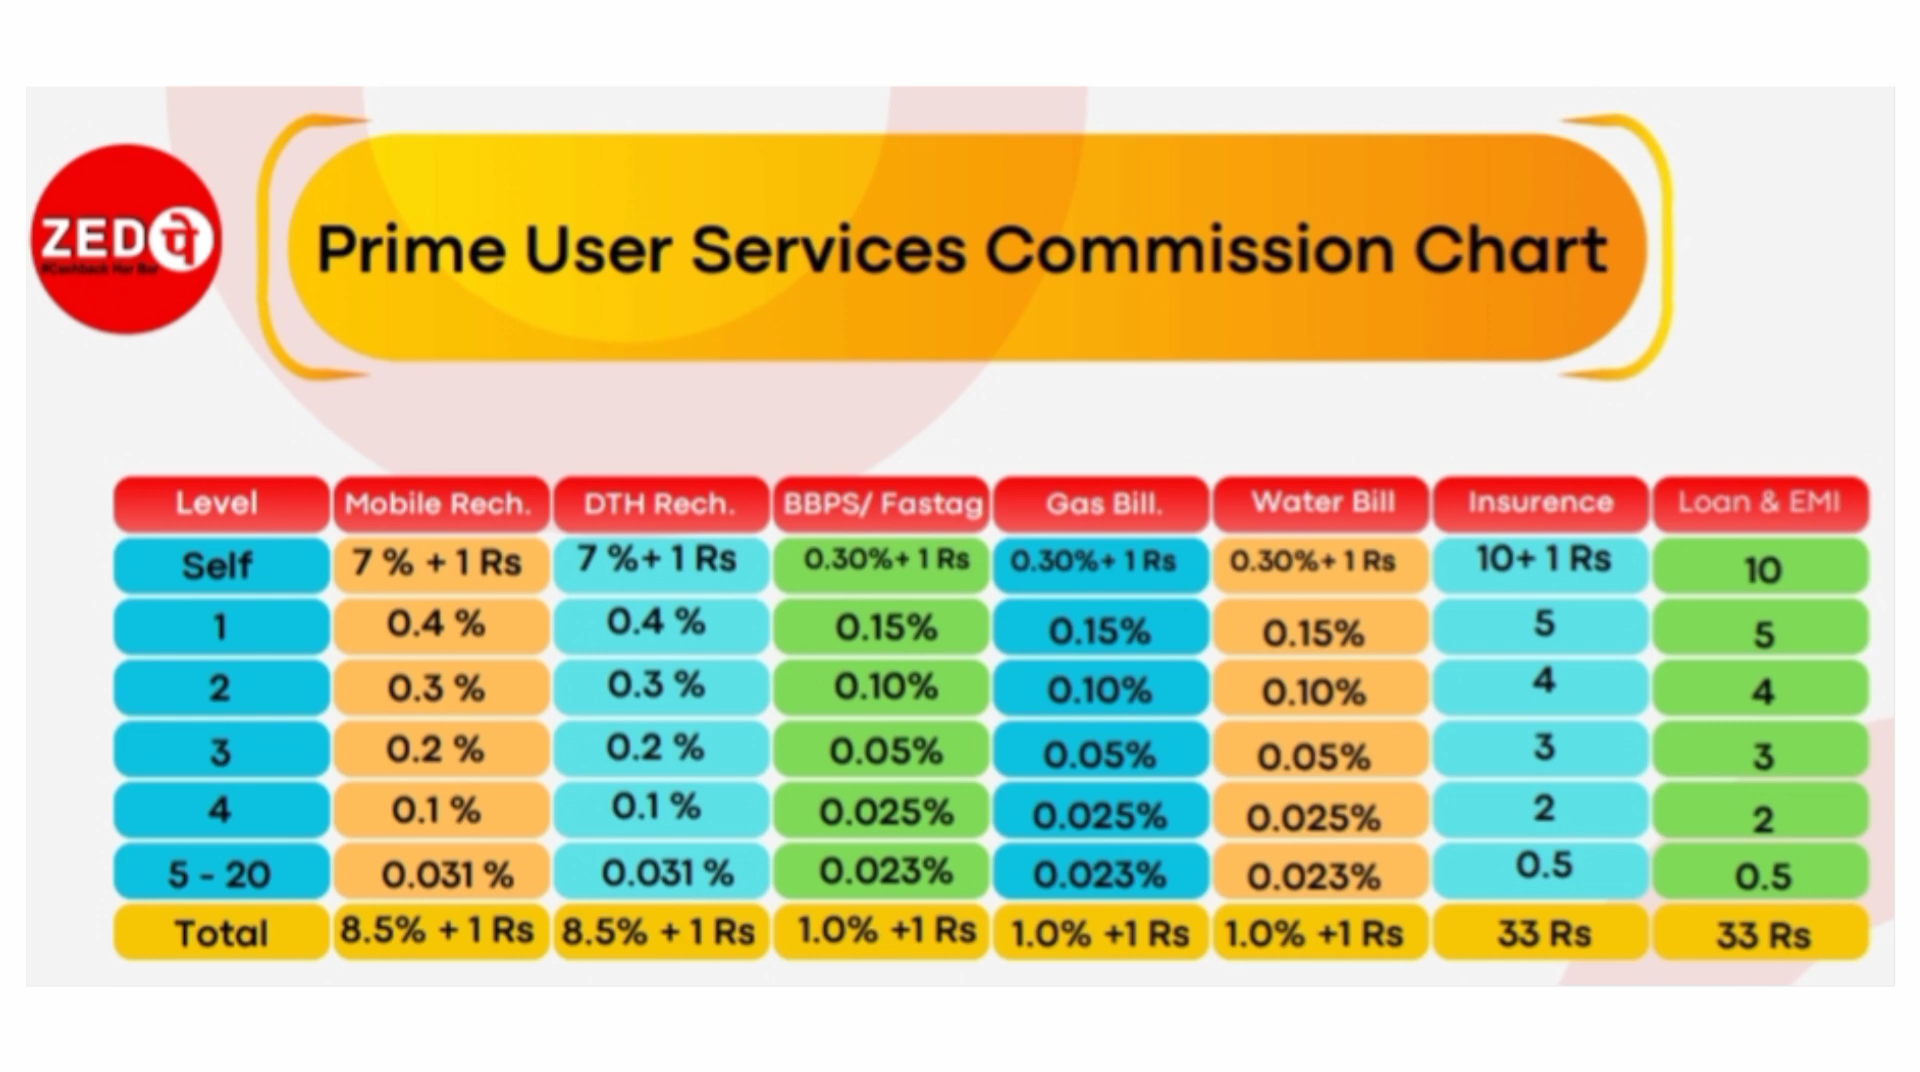 ZED पे
#Cashback Har Bar
Prime User Services Commission Chart
Level Mobile Rech. DTH Rech. BBPS/ Fastag Gas Bill. Water Bill Insurence Loan & EMI
Self 7 % + 1 Rs 7 %+ 1 Rs 0.30%+ 1 Rs 0.30%+ 1 Rs 0.30%+ 1 Rs 10+ 1 Rs 10
1 0.4 % 0.4 % 0.15% 0.15% 0.15% 5 5
2 0.3 % 0.3 % 0.10% 0.10% 0.10% 4 4
3 0.2 % 0.2 % 0.05% 0.05% 0.05% 3 3
4 0.1 % 0.1 % 0.025% 0.025% 0.025% 2 2
5 - 20 0.031 % 0.031 % 0.023% 0.023% 0.023% 0.5 0.5
Total 8.5% + 1 Rs 8.5% + 1 Rs 1.0% +1 Rs 1.0% +1 Rs 1.0% +1 Rs 33 Rs 33 Rs